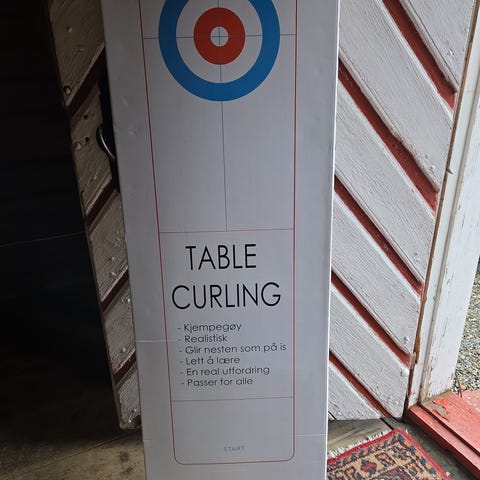 TABLE
CURLING
- Kjempegøy
- Realistisk
- Glir nesten som på is
- Lett å lære
- En real utfordring
- Passer for alle
START